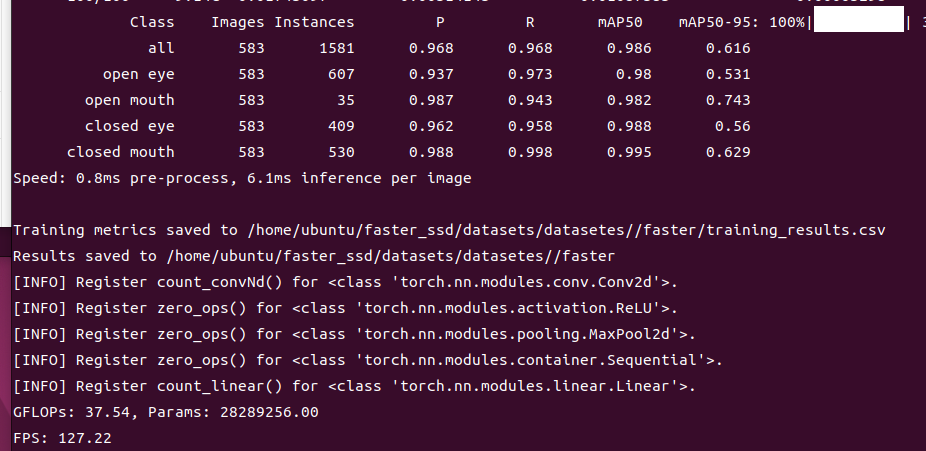 Class Images Instances P R mAP50 mAP50-95: 100%| |
all 583 1581 0.968 0.968 0.986 0.616
open eye 583 607 0.937 0.973 0.98 0.531
open mouth 583 35 0.987 0.943 0.982 0.743
closed eye 583 409 0.962 0.958 0.988 0.56
closed mouth 583 530 0.988 0.998 0.995 0.629
Speed: 0.8ms pre-process, 6.1ms inference per image
Training metrics saved to /home/ubuntu/faster_ssd/datasets/datasetes//faster/training_results.csv
Results saved to /home/ubuntu/faster_ssd/datasets/datasetes//faster
[INFO] Register count_convNd() for <class 'torch.nn.modules.conv.Conv2d'>.
[INFO] Register zero_ops() for <class 'torch.nn.modules.activation.ReLU'>.
[INFO] Register zero_ops() for <class 'torch.nn.modules.pooling.MaxPool2d'>.
[INFO] Register zero_ops() for <class 'torch.nn.modules.container.Sequential'>.
[INFO] Register count_linear() for <class 'torch.nn.modules.linear.Linear'>.
GFLOPs: 37.54, Params: 28289256.00
FPS: 127.22